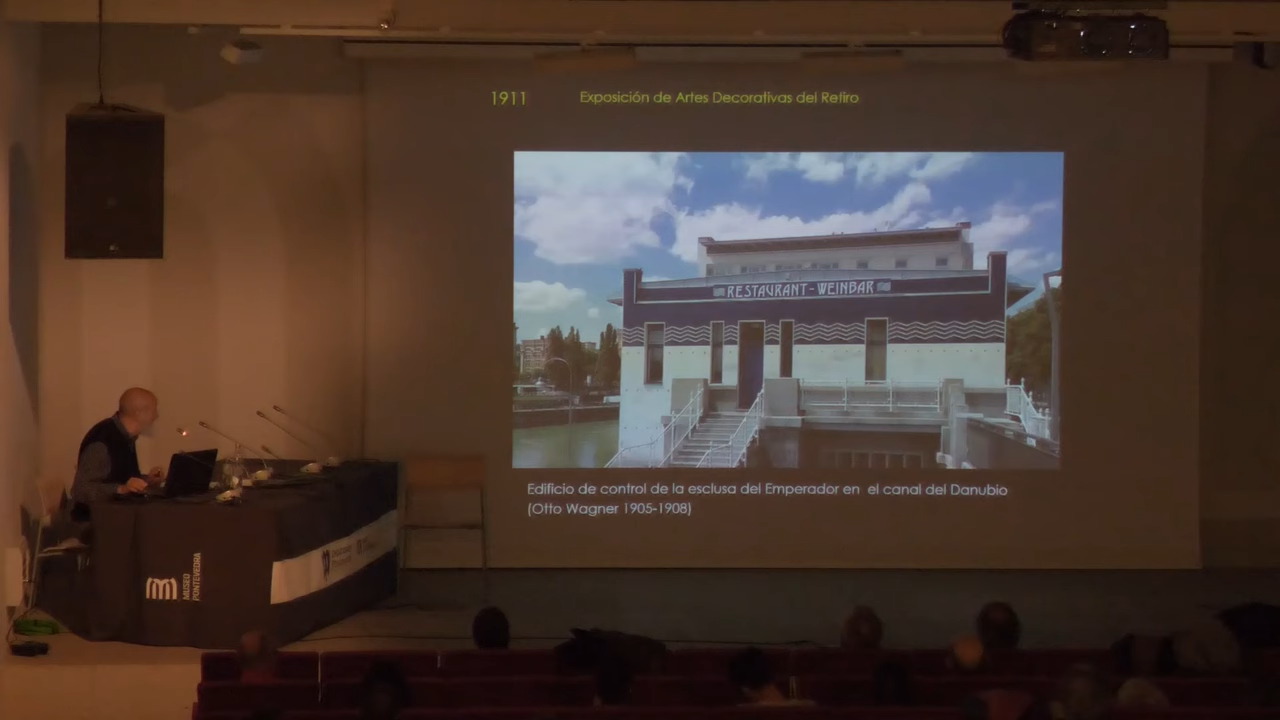 1911
Exposición de Artes Decorativas del Retiro
RESTAURANT - WEINBAR
Edificio de control de la esclusa del Emperador en el canal del Danubio
(Otto Wagner 1905-1908)
MUSEO
PONTEVEDRA